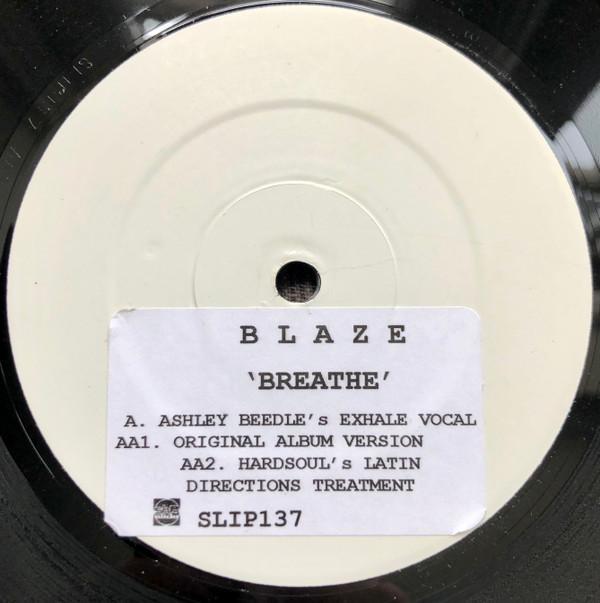 B L A Z E
‘BREATHE’
A. ASHLEY BEEDLE’s EXHALE VOCAL
AA1. ORIGINAL ALBUM VERSION
AA2. HARDSOUL’s LATIN
DIRECTIONS TREATMENT
SLIP137